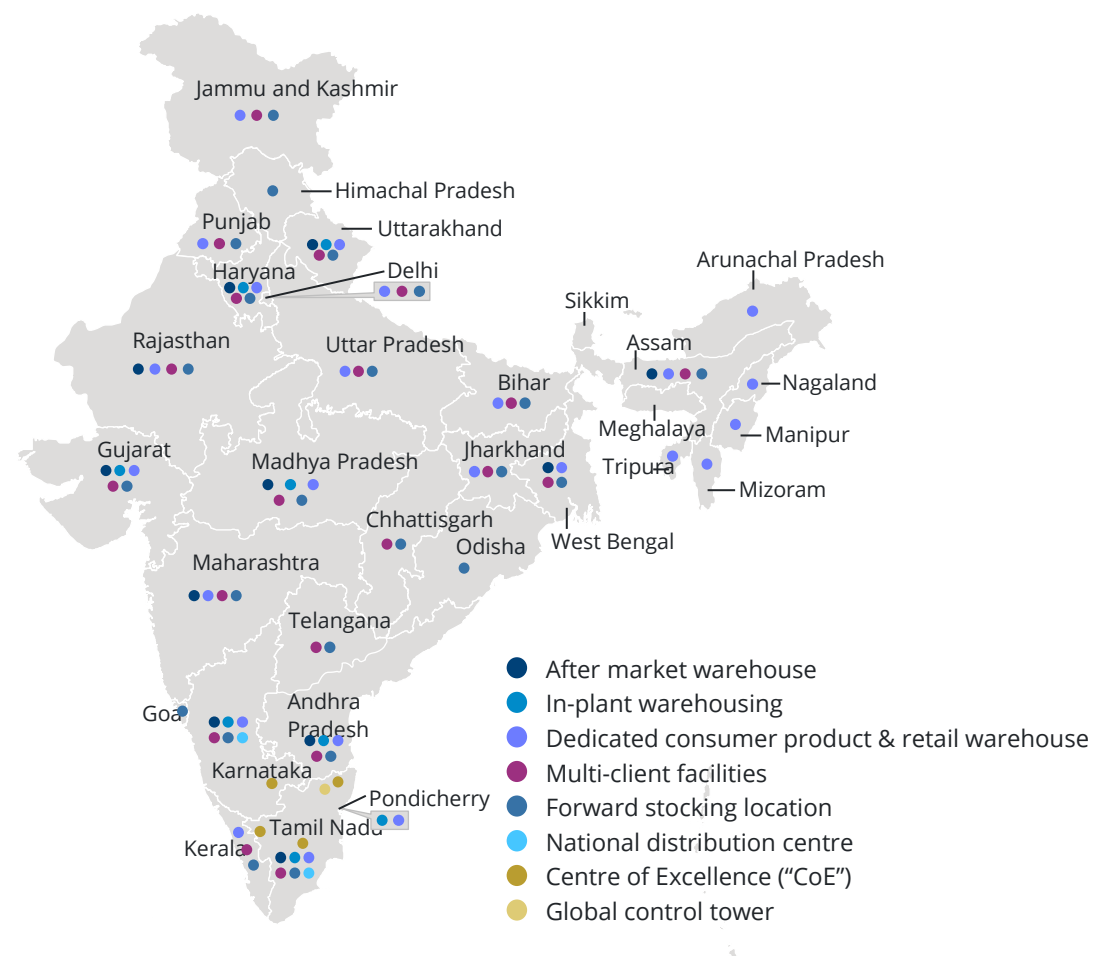 Jammu and Kashmir
Himachal Pradesh
Punjab
Uttarakhand
Haryana
Delhi
Arunachal Pradesh
Sikkim
Rajasthan
Uttar Pradesh
Assam
Bihar
Nagaland
Meghalaya
Manipur
Gujarat
Madhya Pradesh
Jharkhand
Tripura
Mizoram
Chhattisgarh
West Bengal
Odisha
Maharashtra
Telangana
After market warehouse
In-plant warehousing
Goa
Andhra
Pradesh
Dedicated consumer product & retail warehouse
Karnataka
Multi-client facilities
Pondicherry
Forward stocking location
Tamil Nadu
Kerala
National distribution centre
Centre of Excellence (“CoE”)
Global control tower